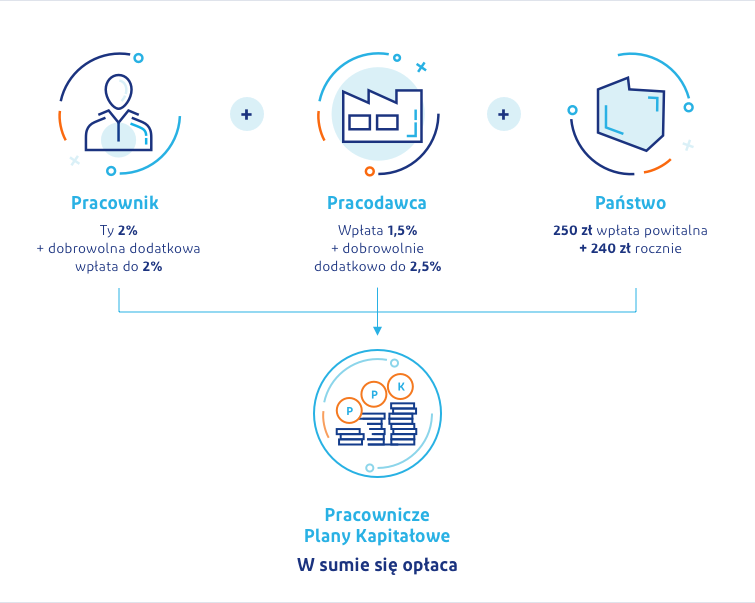 +
+
Pracownik
Ty 2%
+ dobrowolna dodatkowa
wpłata do 2%
Pracodawca
Wpłata 1,5%
+ dobrowolnie
dodatkowo do 2,5%
Państwo
250 zł wpłata powitalna
+ 240 zł rocznie
P P K
Pracownicze
Plany Kapitałowe
W sumie się opłaca